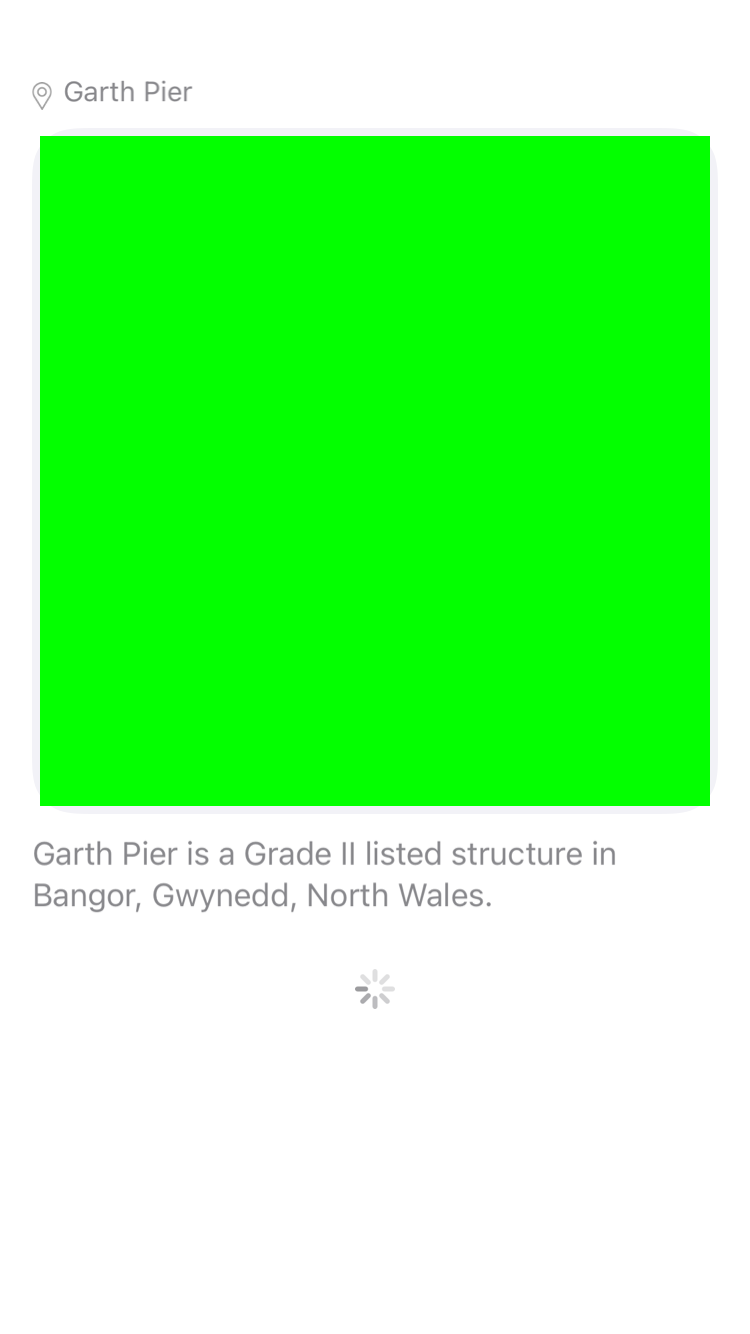 Garth Pier
Garth Pier is a Grade II listed structure in
Bangor, Gwynedd, North Wales.